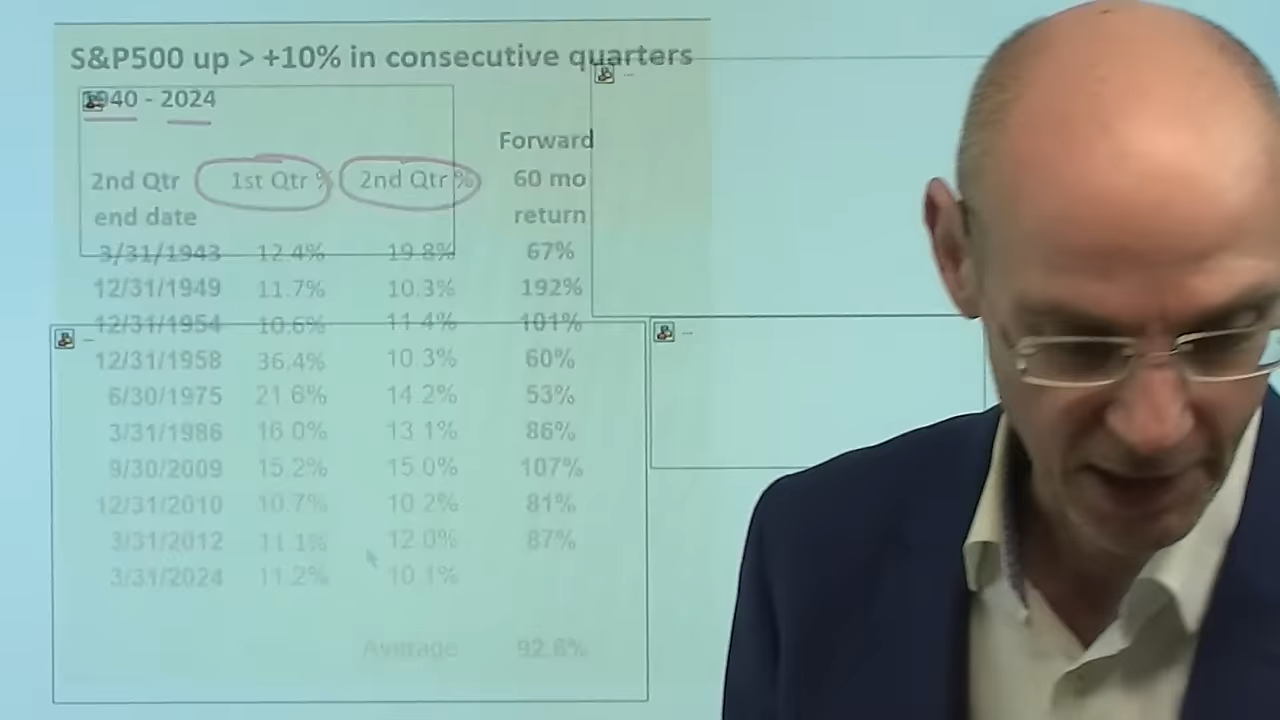 S&P500 up > +10% in consecutive quarters
1940 - 2024
Forward
2nd Qtr 1st Qtr % 2nd Qtr % 60 mo
end date return
3/31/1943 12.4% 19.8% 67%
12/31/1949 11.7% 10.3% 192%
12/31/1954 10.6% 11.4% 101%
12/31/1958 36.4% 10.3% 60%
6/30/1975 21.6% 14.2% 53%
3/31/1986 16.0% 13.1% 86%
9/30/2009 15.2% 15.0% 107%
12/31/2010 10.7% 10.2% 81%
3/31/2012 11.1% 12.0% 87%
3/31/2024 11.2% 10.1%
Average 92.6%